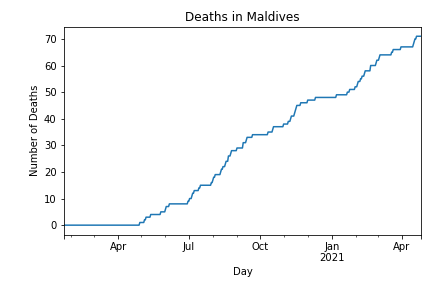 Deaths in Maldives
Number of Deaths
70
60
50
40
30
20
10
0
Apr
Jul
Oct
Jan
2021
Apr
Day